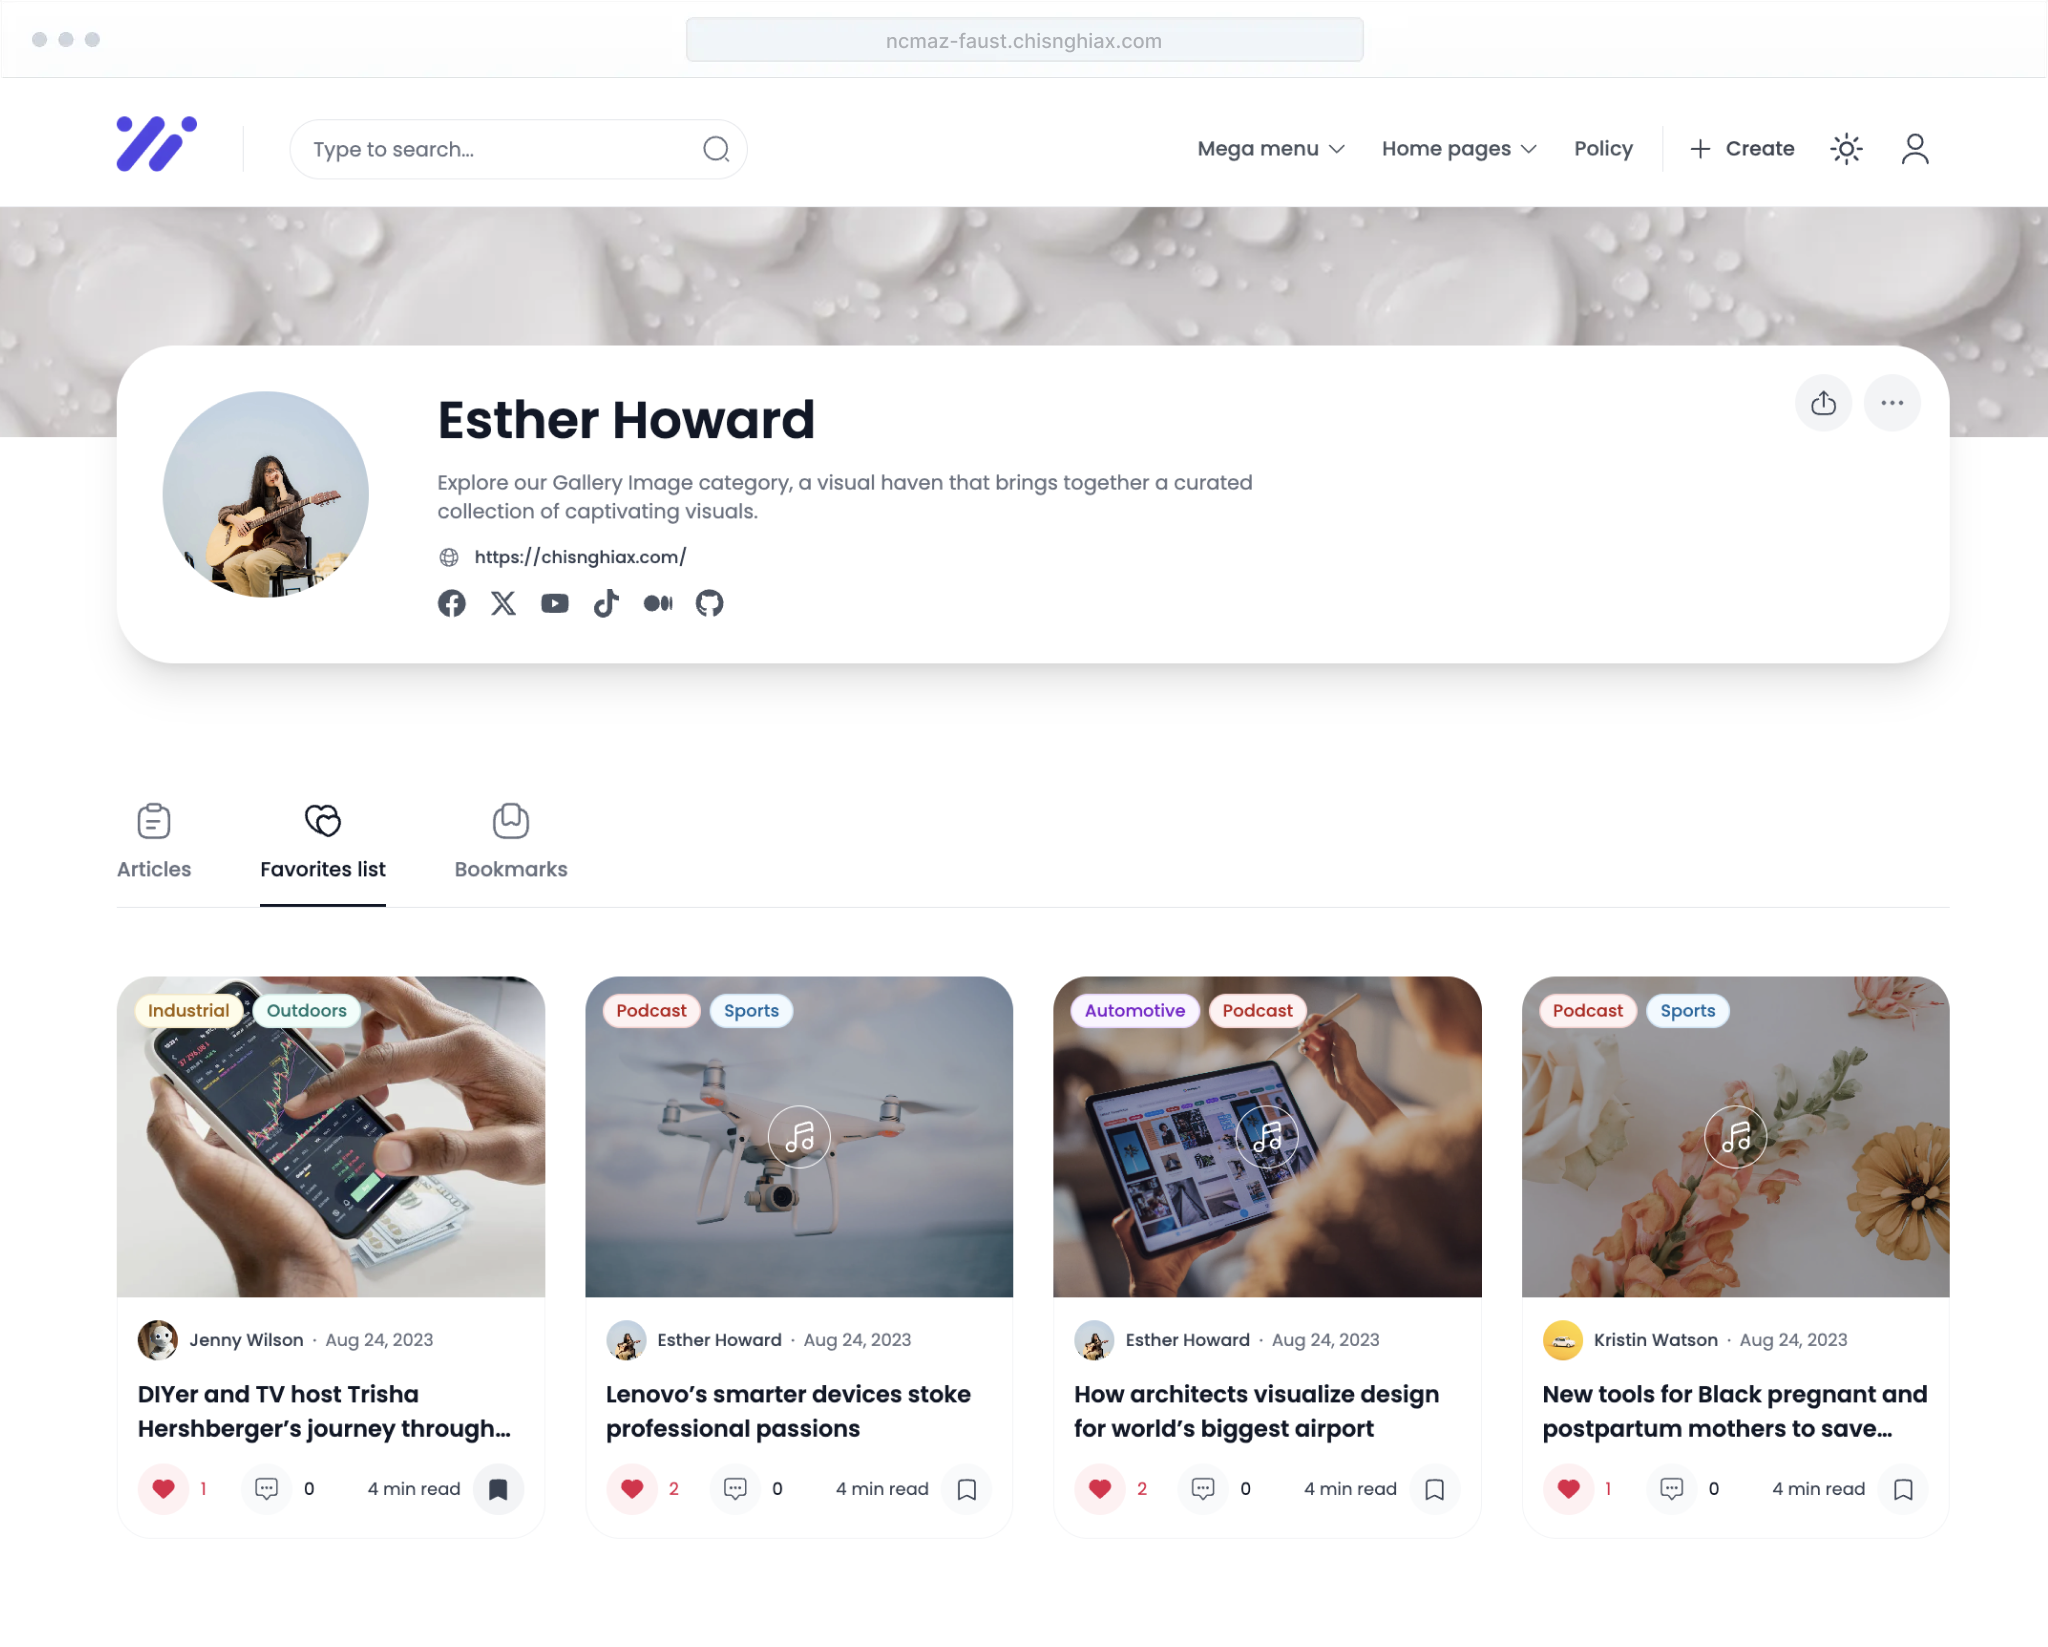 ncmaz-faust.chisnghiax.com
Type to search...
Mega menu
Home pages
Policy
Create
Esther Howard
Explore our Gallery Image category, a visual haven that brings together a curated
collection of captivating visuals.
https://chisnghiax.com/
Articles
Favorites list
Bookmarks
Industrial
Outdoors
Jenny Wilson · Aug 24, 2023
DIYer and TV host Trisha
Hershberger’s journey through...
1
0
4 min read
Podcast
Sports
Esther Howard · Aug 24, 2023
Lenovo’s smarter devices stoke
professional passions
2
0
4 min read
Automotive
Podcast
Esther Howard · Aug 24, 2023
How architects visualize design
for world’s biggest airport
2
0
4 min read
Podcast
Sports
Kristin Watson · Aug 24, 2023
New tools for Black pregnant and
postpartum mothers to save...
1
0
4 min read